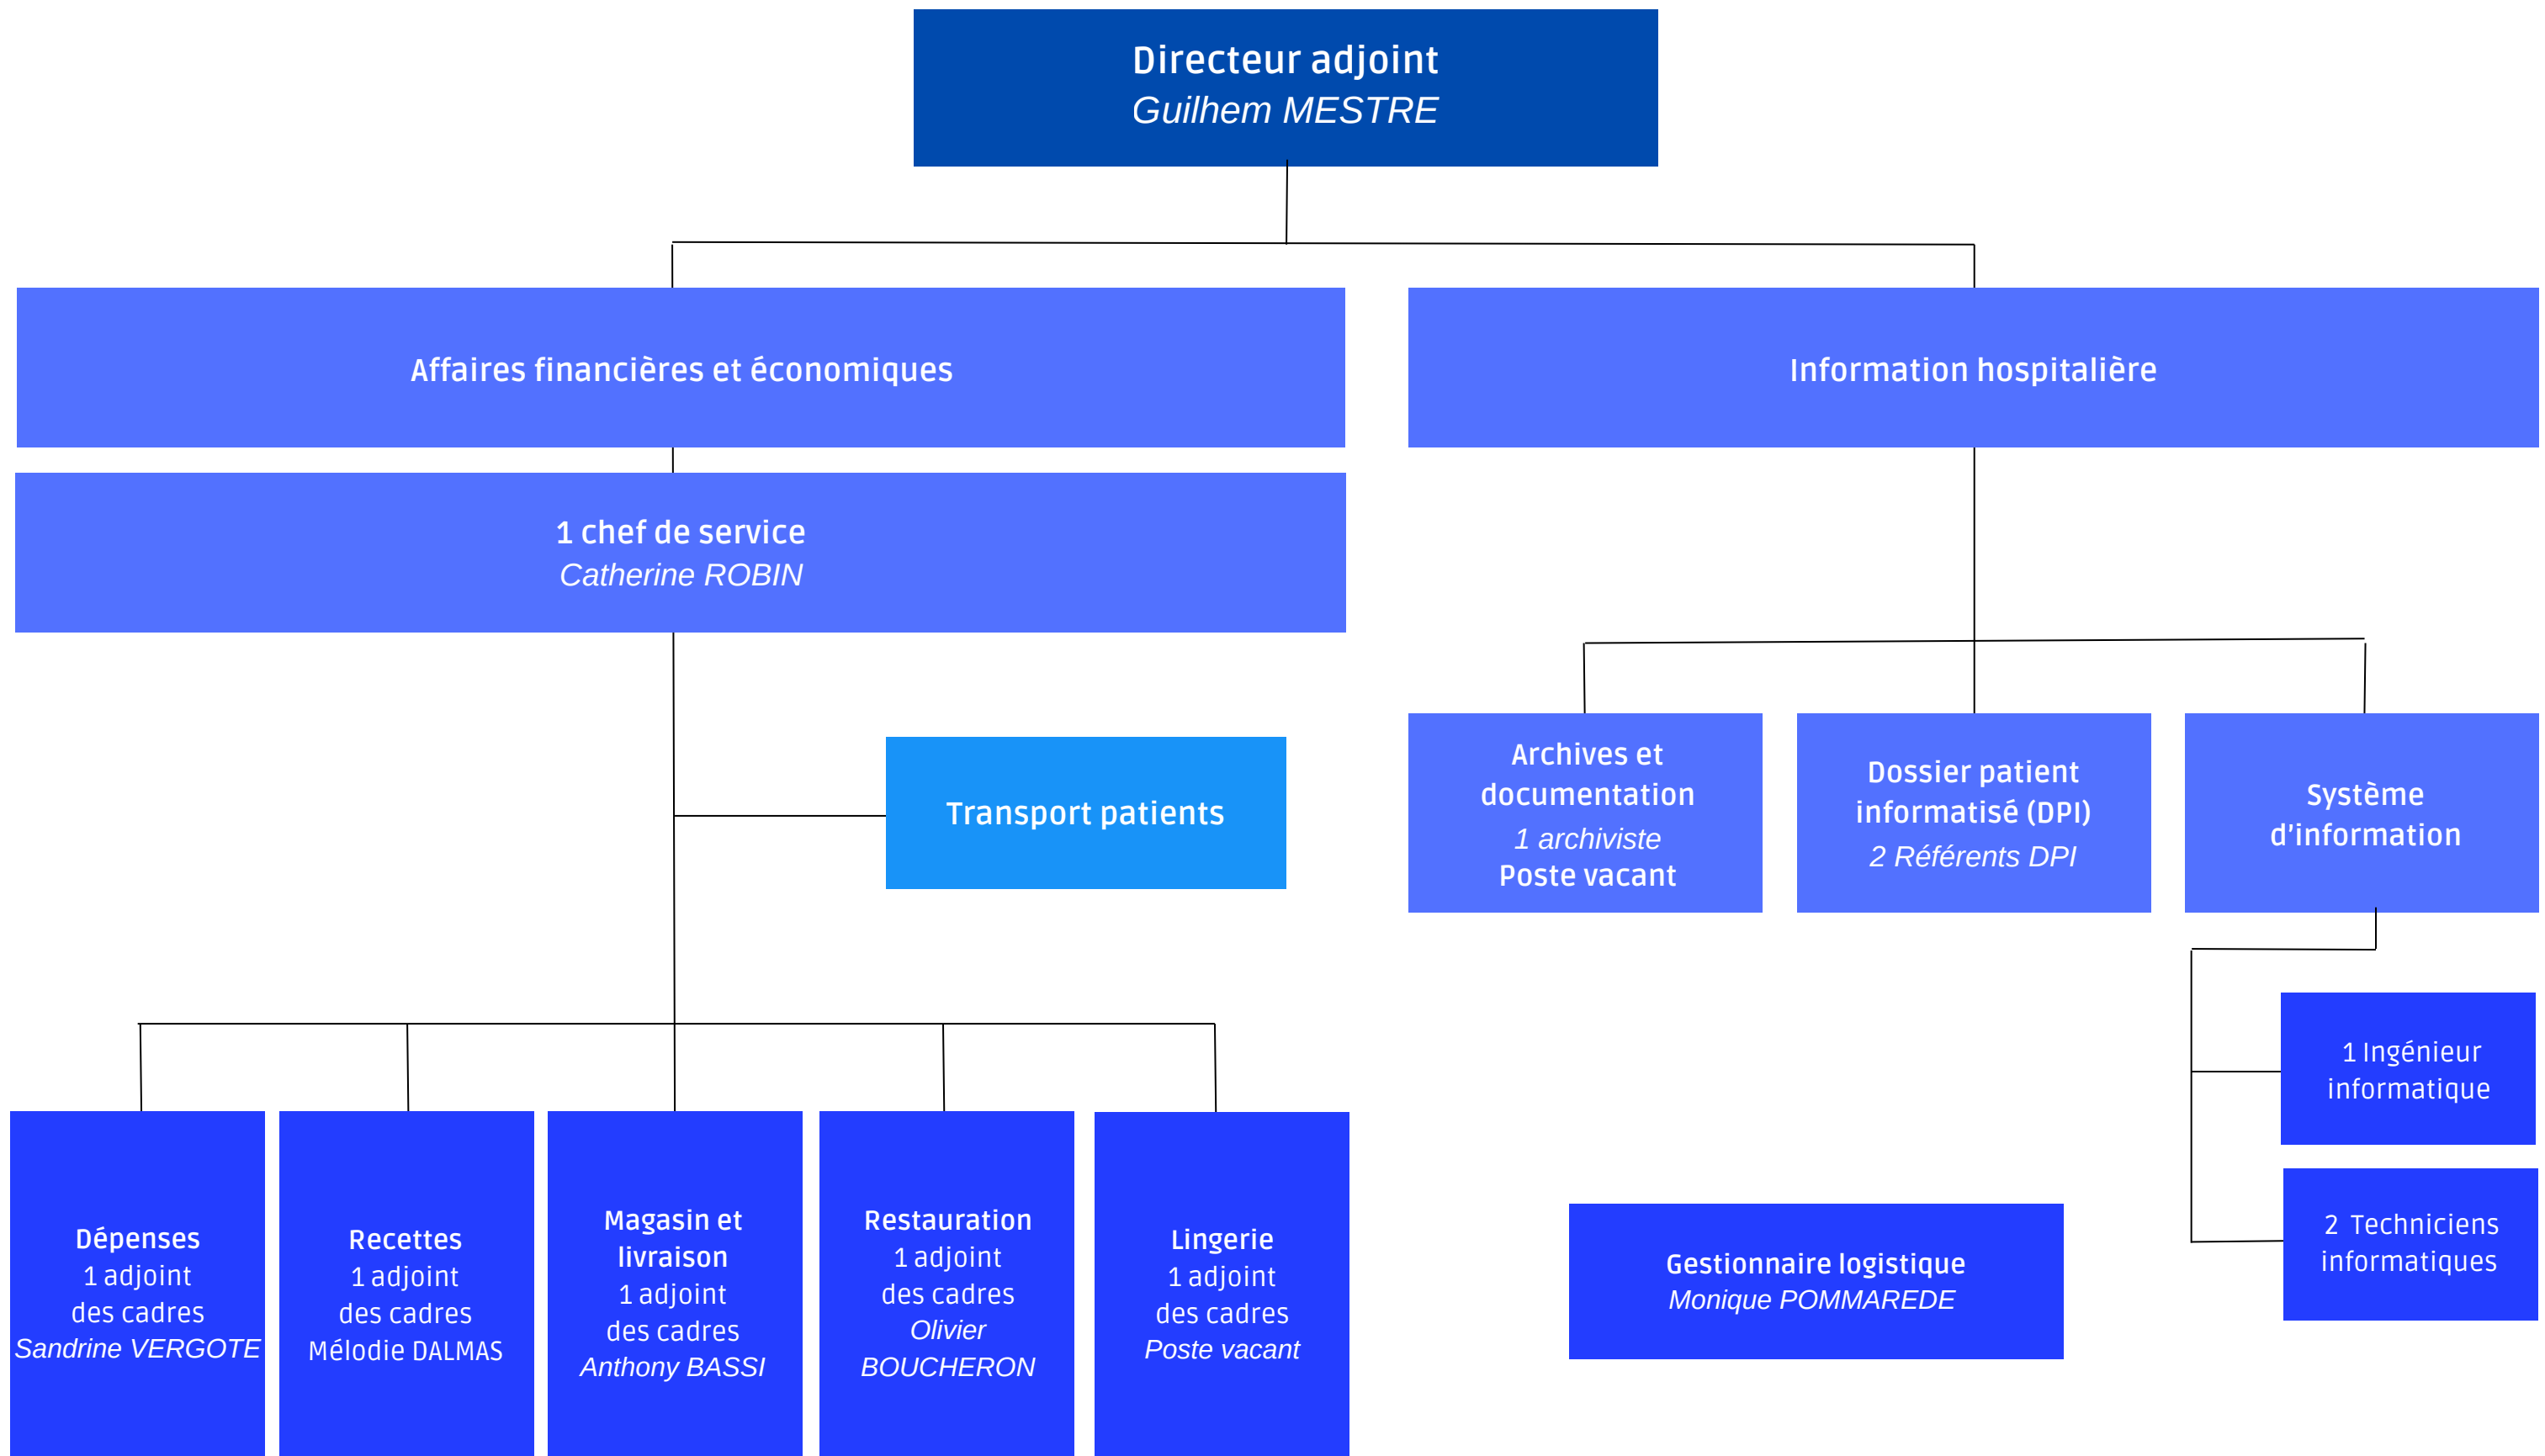 Directeur adjoint
Guilhem MESTRE
Affaires financières et économiques
Information hospitalière
1 chef de service
Catherine ROBIN
Transport patients
Archives et
documentation
1 archiviste
Poste vacant
Dossier patient
informatisé (DPI)
2 Référents DPI
Système
d’information
1 Ingénieur
informatique
2 Techniciens
informatiques
Dépenses
1 adjoint
des cadres
Sandrine VERGOTE
Recettes
1 adjoint
des cadres
Mélodie DALMAS
Magasin et
livraison
1 adjoint
des cadres
Anthony BASSI
Restauration
1 adjoint
des cadres
Olivier
BOUCHERON
Lingerie
1 adjoint
des cadres
Poste vacant
Gestionnaire logistique
Monique POMMAREDE